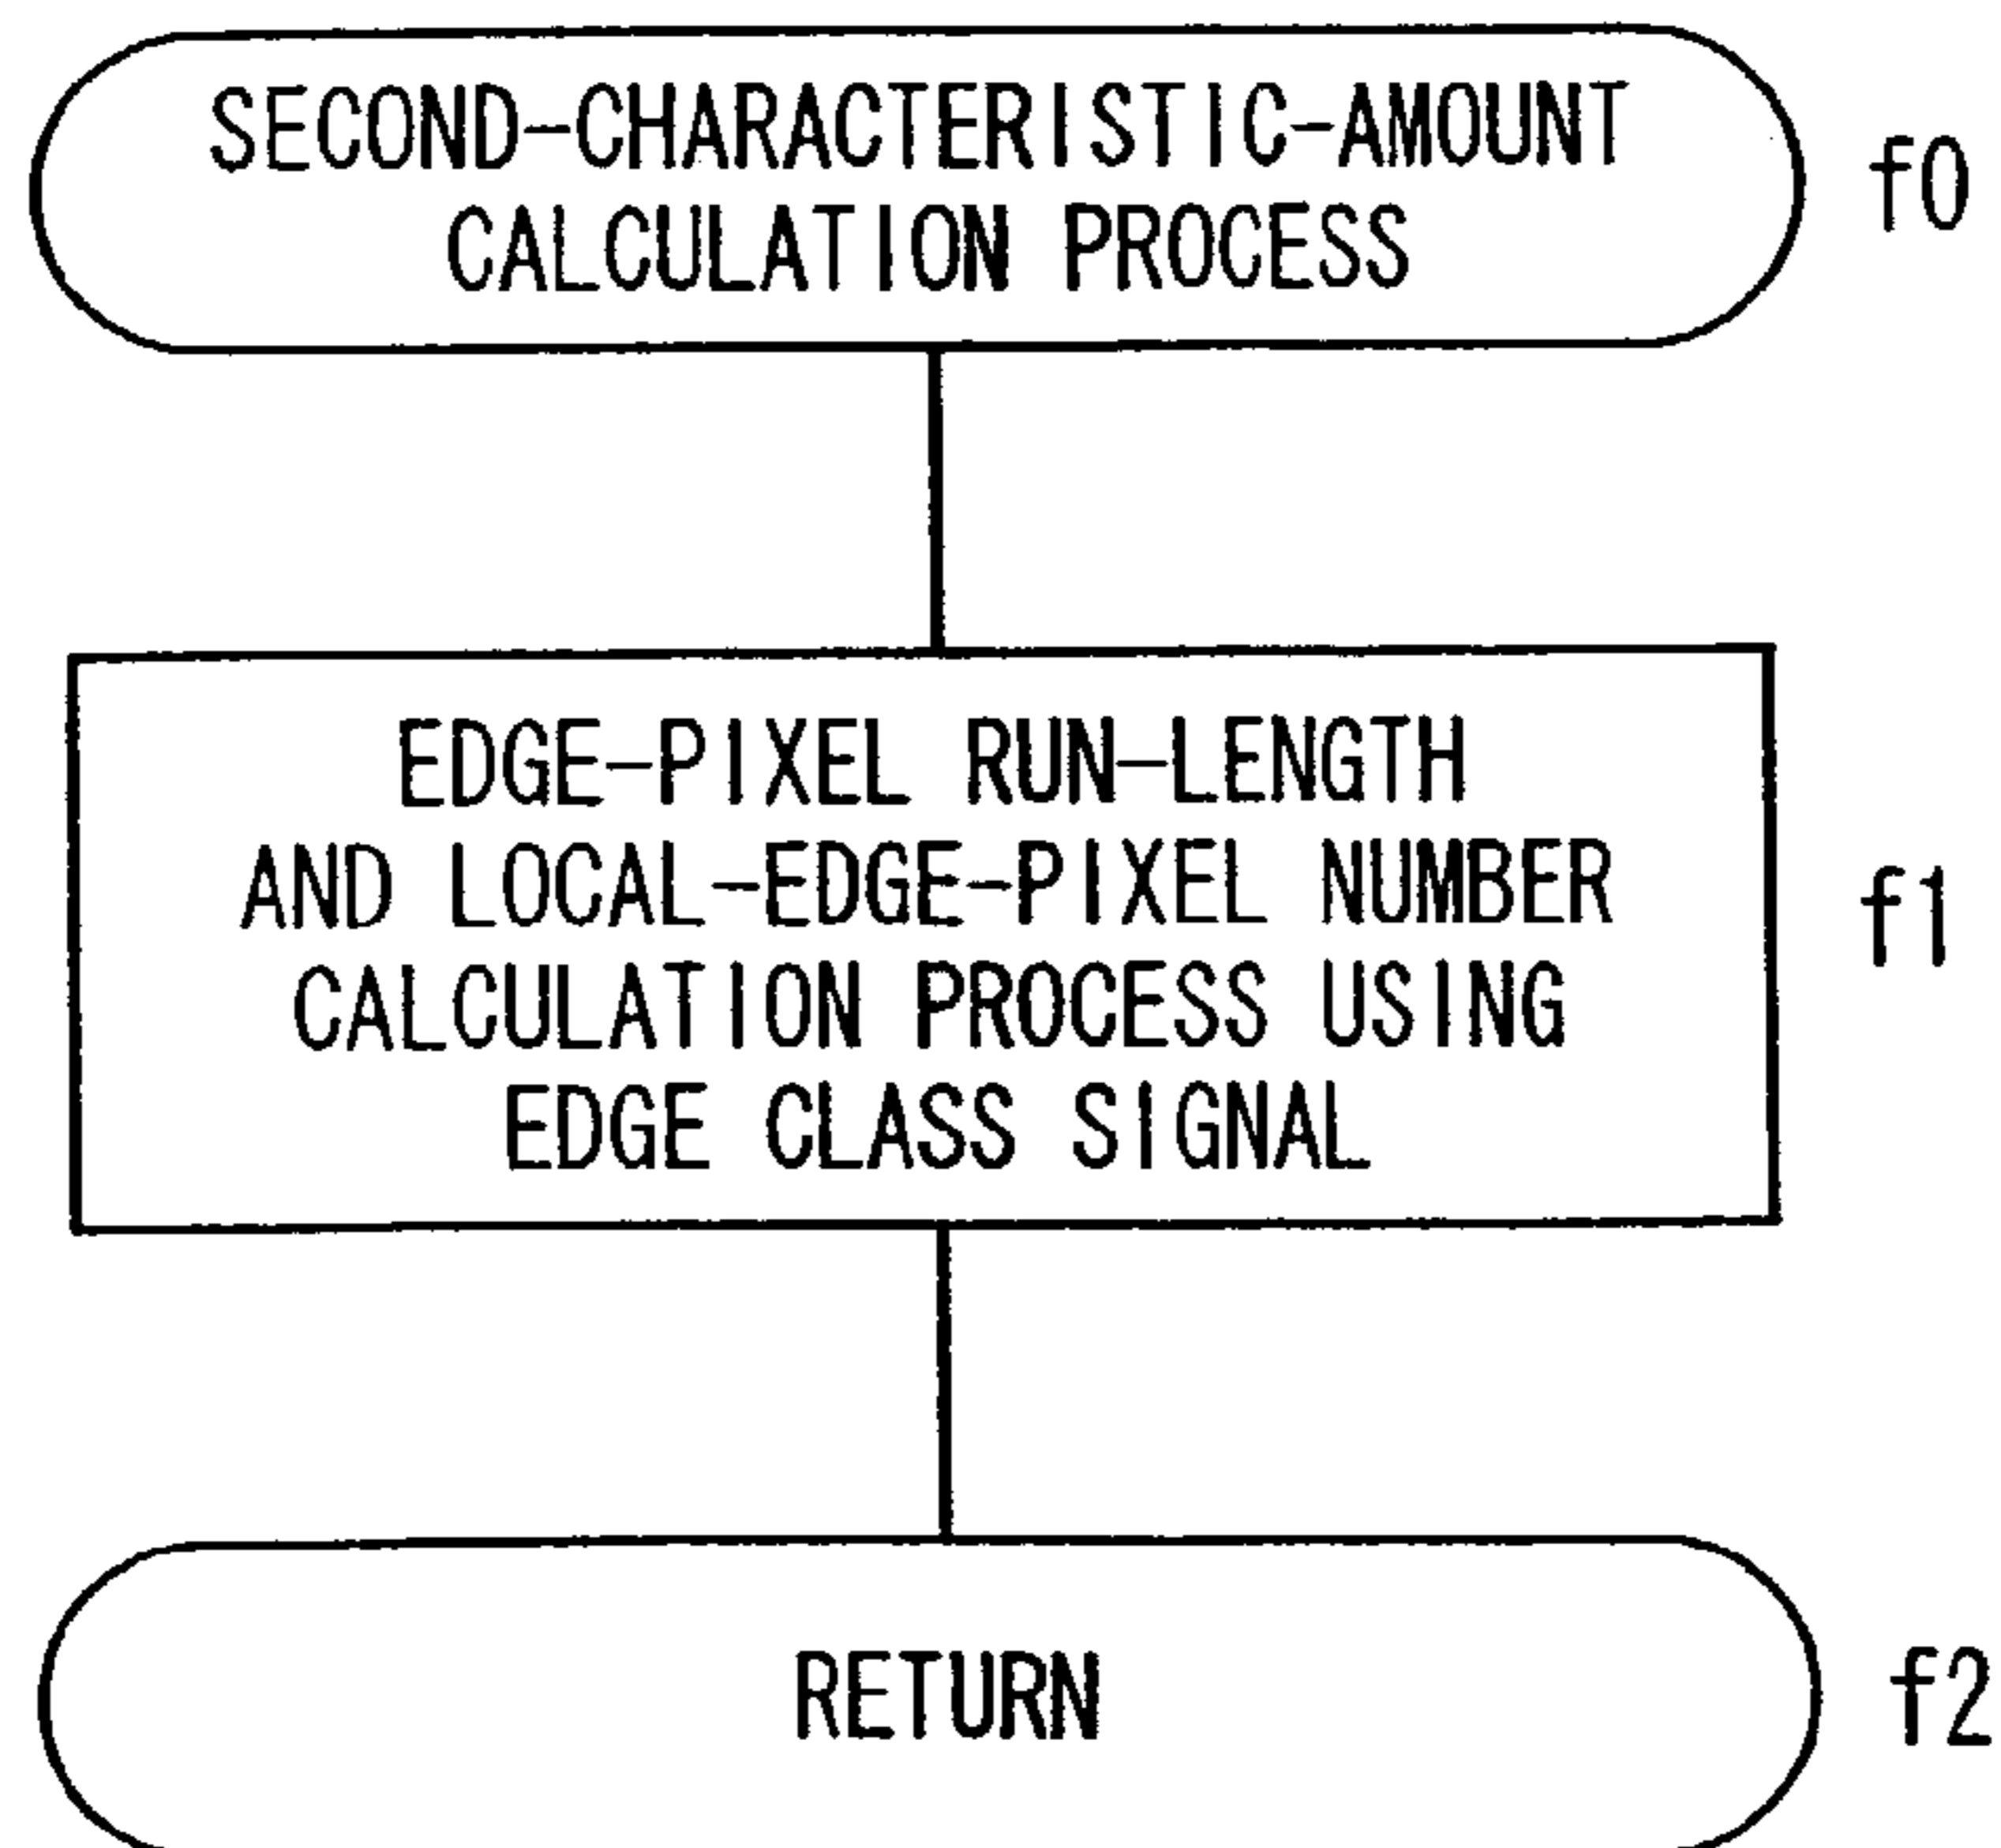 SECOND-CHARACTERISTIC-AMOUNT
CALCULATION PROCESS
f0
EDGE-PIXEL RUN-LENGTH
AND LOCAL-EDGE-PIXEL NUMBER
CALCULATION PROCESS USING
EDGE CLASS SIGNAL
f1
RETURN
f2